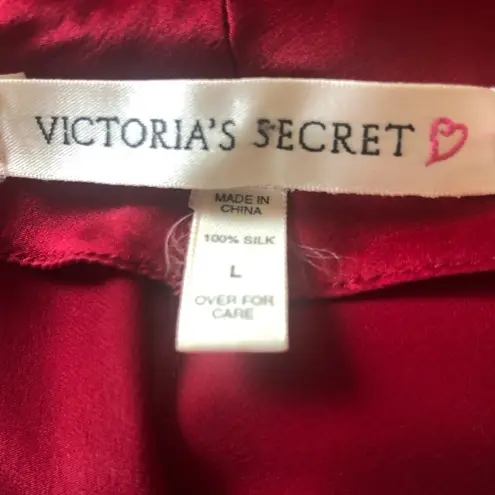 VICTORIA'S SECRET
MADE IN
CHINA
100% SILK
L
OVER FOR
CARE